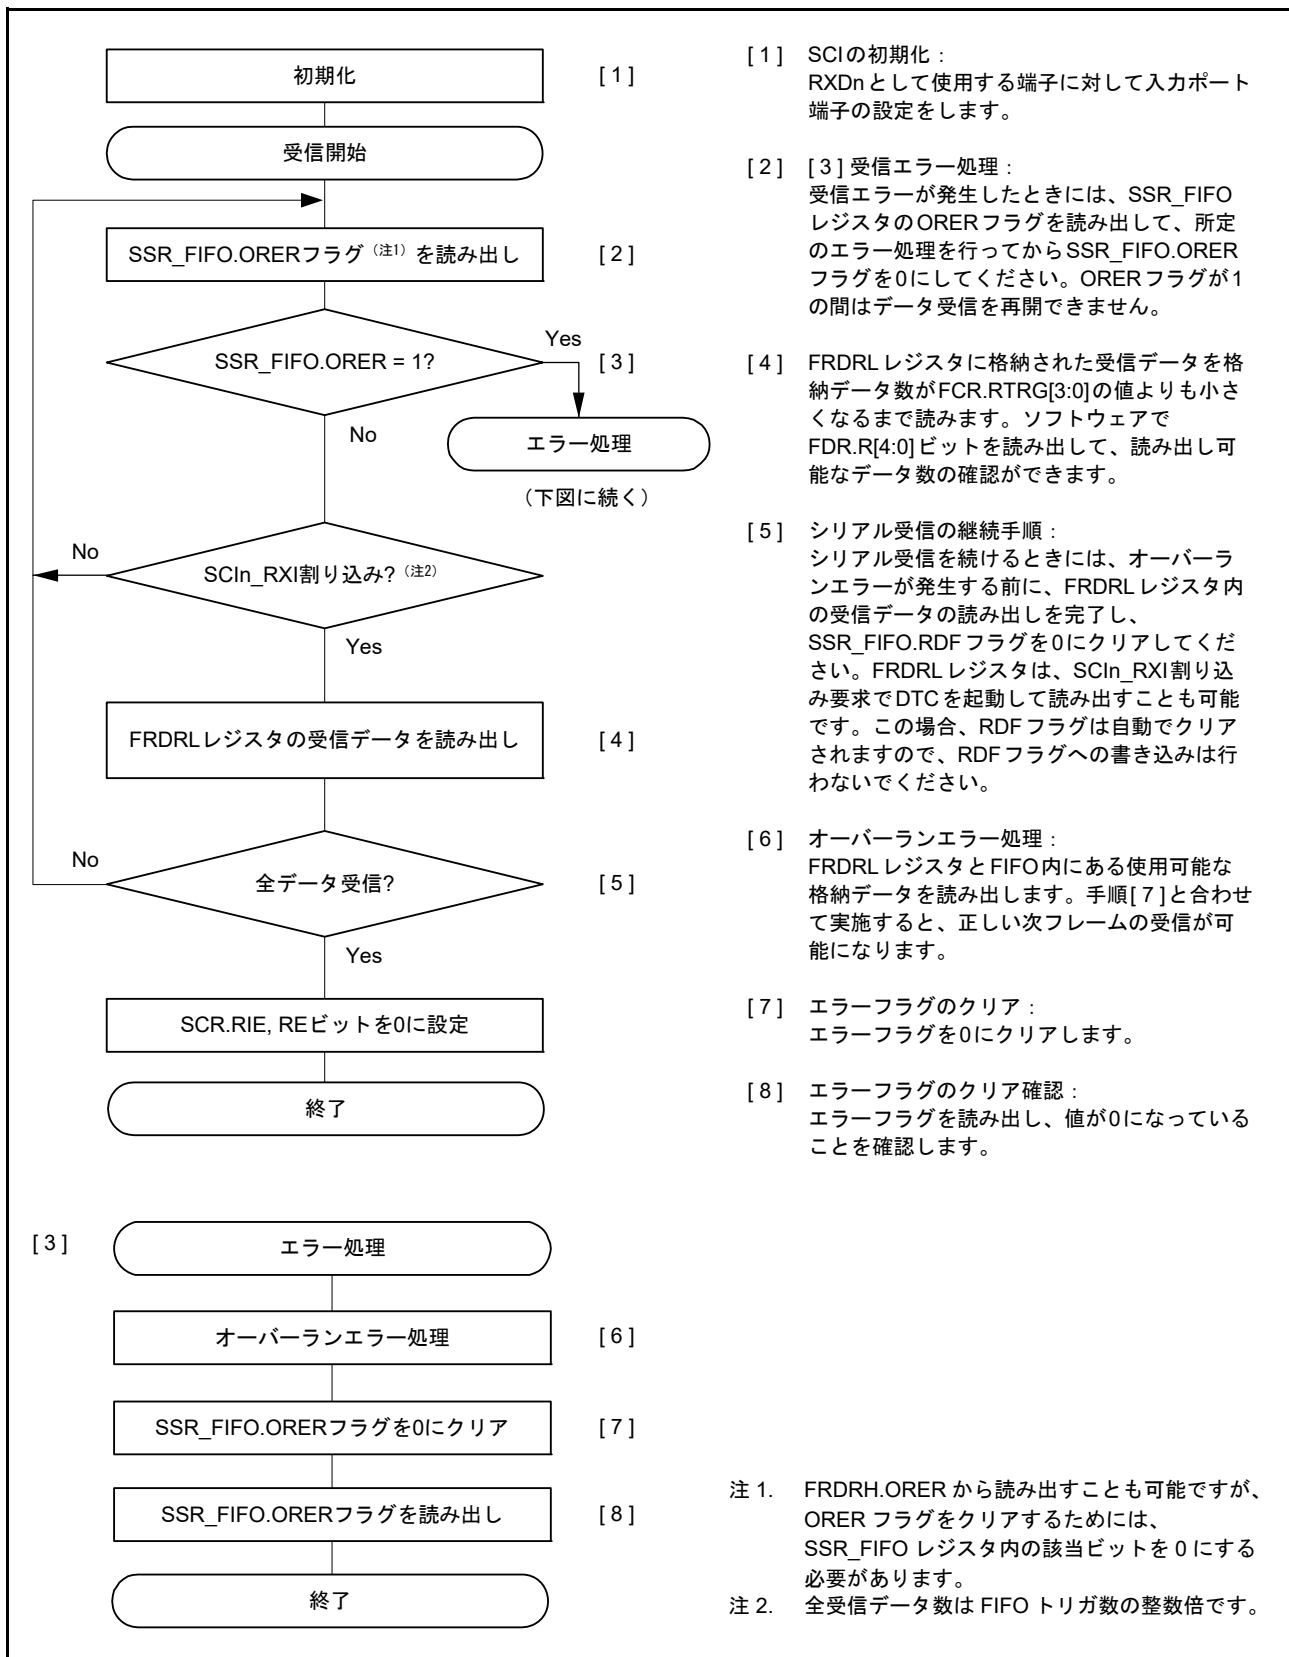 初期化
[ 1 ]
受信開始
SSR_FIFO.ORERフラグ（注1）を読み出し
[ 2 ]
SSR_FIFO.ORER = 1?
Yes
[ 3 ]
No
エラー処理
（下図に続く）
SCIn_RXI割り込み?（注2）
No
Yes
FRDRLレジスタの受信データを読み出し
[ 4 ]
全データ受信?
No
[ 5 ]
Yes
SCR.RIE, REビットを0に設定
終了
[ 1 ] SCIの初期化：
RXDnとして使用する端子に対して入力ポート
端子の設定をします。
[ 2 ] [ 3 ] 受信エラー処理：
受信エラーが発生したときには、SSR_FIFO
レジスタのORERフラグを読み出して、所定
のエラー処理を行ってからSSR_FIFO.ORER
フラグを0にしてください。ORERフラグが1
の間はデータ受信を再開できません。
[ 4 ] FRDRLレジスタに格納された受信データを格
納データ数がFCR.RTRG[3:0]の値よりも小さ
くなるまで読みます。ソフトウェアで
FDR.R[4:0]ビットを読み出して、読み出し可
能なデータ数の確認ができます。
[ 5 ] シリアル受信の継続手順：
シリアル受信を続けるときには、オーバーラ
ンエラーが発生する前に、FRDRLレジスタ内
の受信データの読み出しを完了し、
SSR_FIFO.RDFフラグを0にクリアしてくだ
さい。FRDRLレジスタは、SCIn_RXI割り込
み要求でDTCを起動して読み出すことも可能
です。この場合、RDFフラグは自動でクリア
されますので、RDFフラグへの書き込みは行
わないでください。
[ 6 ] オーバーランエラー処理：
FRDRLレジスタとFIFO内にある使用可能な
格納データを読み出します。手順[ 7 ]と合わせ
て実施すると、正しい次フレームの受信が可
能になります。
[ 7 ] エラーフラグのクリア：
エラーフラグを0にクリアします。
[ 8 ] エラーフラグのクリア確認：
エラーフラグを読み出し、値が0になっている
ことを確認します。
[ 3 ]
エラー処理
オーバーランエラー処理
[ 6 ]
SSR_FIFO.ORERフラグを0にクリア
[ 7 ]
SSR_FIFO.ORERフラグを読み出し
[ 8 ]
終了
注 1. FRDRH.ORER から読み出すことも可能ですが、
ORER フラグをクリアするためには、
SSR_FIFO レジスタ内の該当ビットを 0 にする
必要があります。
注 2. 全受信データ数は FIFO トリガ数の整数倍です。